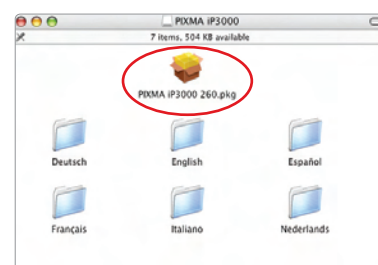 PIXMA iP3000
7 items, 504 KB available
PIXMA iP3000 260.pkg
Deutsch English Español
Français Italiano Nederlands